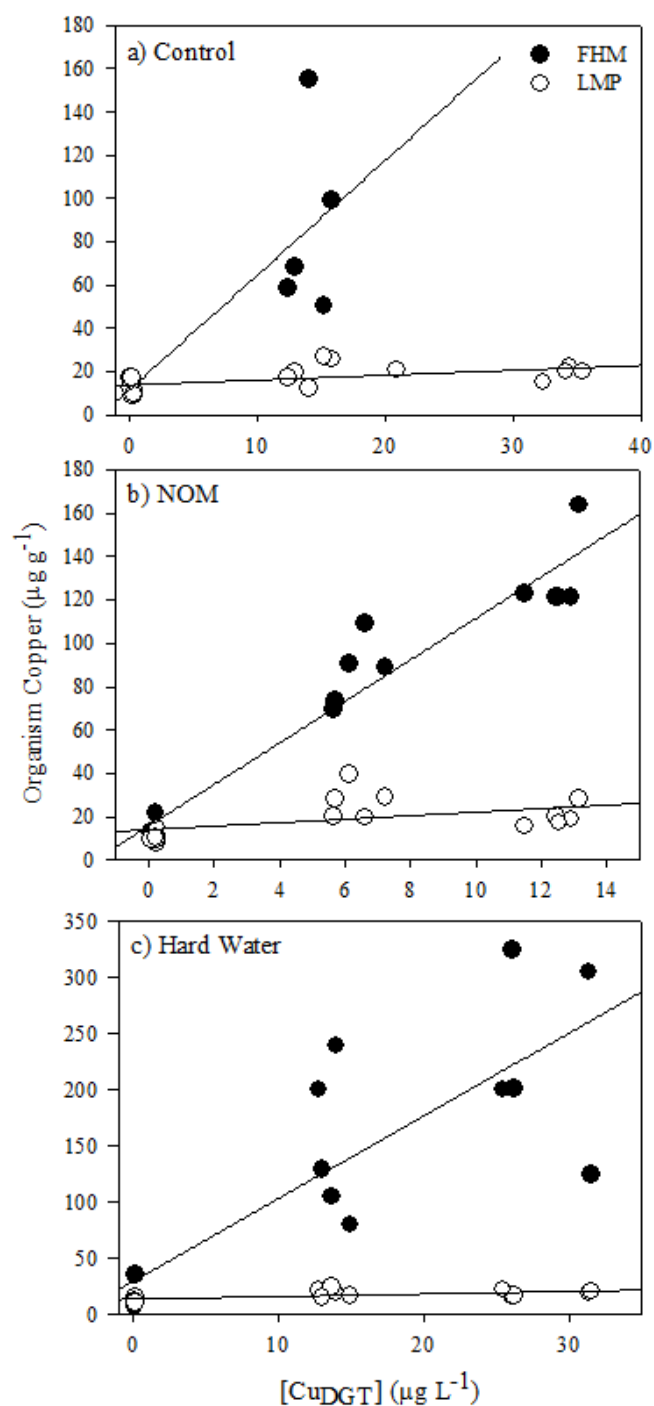 a) Control
FHM
LMP
180
160
140
120
100
80
60
40
20
0
0 10 20 30 40
Organism Copper (µg g⁻¹)
b) NOM
180
160
140
120
100
80
60
40
20
0
0 2 4 6 8 10 12 14
c) Hard Water
350
300
250
200
150
100
50
0
0 10 20 30
[CuDGT] (µg L⁻¹)